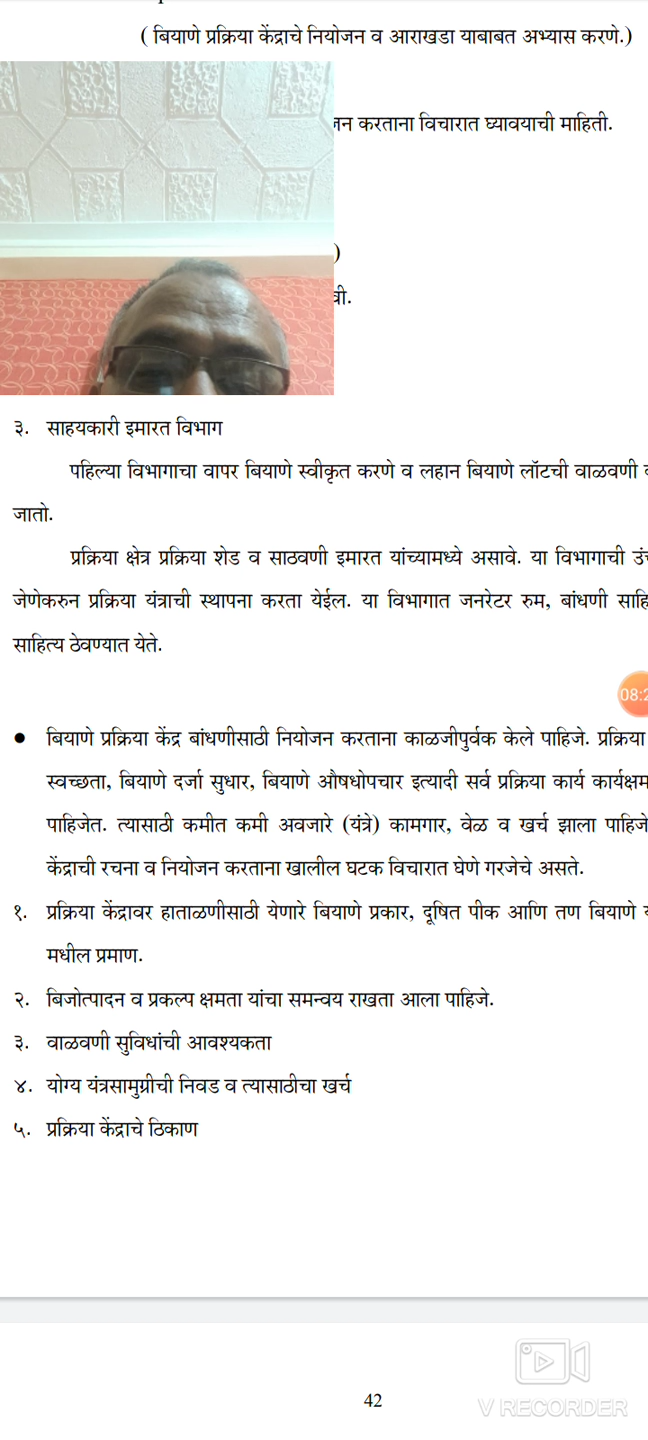 ( बियाणे प्रक्रिया केंद्राचे नियोजन व आराखडा याबाबत अभ्यास करणे.)
करताना विचारात घ्यावयाची माहिती.
)
३. साहयकारी इमारत विभाग
पहिल्या विभागाचा वापर बियाणे स्वीकृत करणे व लहान बियाणे लॉटची वाळवणी
जातो.
प्रक्रिया क्षेत्र प्रक्रिया शेड व साठवणी इमारत यांच्यामध्ये असावे. या विभागाची
जेणेकरुन प्रक्रिया यंत्राची स्थापना करता येईल. या विभागात जनरेटर रुम, बांधणी
साहित्य ठेवण्यात येते.
08:2
● बियाणे प्रक्रिया केंद्र बांधणीसाठी नियोजन करताना काळजीपुर्वक केले पाहिजे. प्रक्रिया
स्वच्छता, बियाणे दर्जा सुधार, बियाणे औषधोपचार इत्यादी सर्व प्रक्रिया कार्य कार्यक्षम
पाहिजेत. त्यासाठी कमीत कमी अवजारे (यंत्रे) कामगार, वेळ व खर्च झाला पाहिजे
केंद्राची रचना व नियोजन करताना खालील घटक विचारात घेणे गरजेचे असते.
१. प्रक्रिया केंद्रावर हाताळणीसाठी येणारे बियाणे प्रकार, दूषित पीक आणि तण बियाणे
मधील प्रमाण.
२. बिजोत्पादन व प्रकल्प क्षमता यांचा समन्वय राखता आला पाहिजे.
३. वाळवणी सुविधांची आवश्यकता
४. योग्य यंत्रसामुग्रीची निवड व त्यासाठीचा खर्च
५. प्रक्रिया केंद्राचे ठिकाण
42
V RECORDER